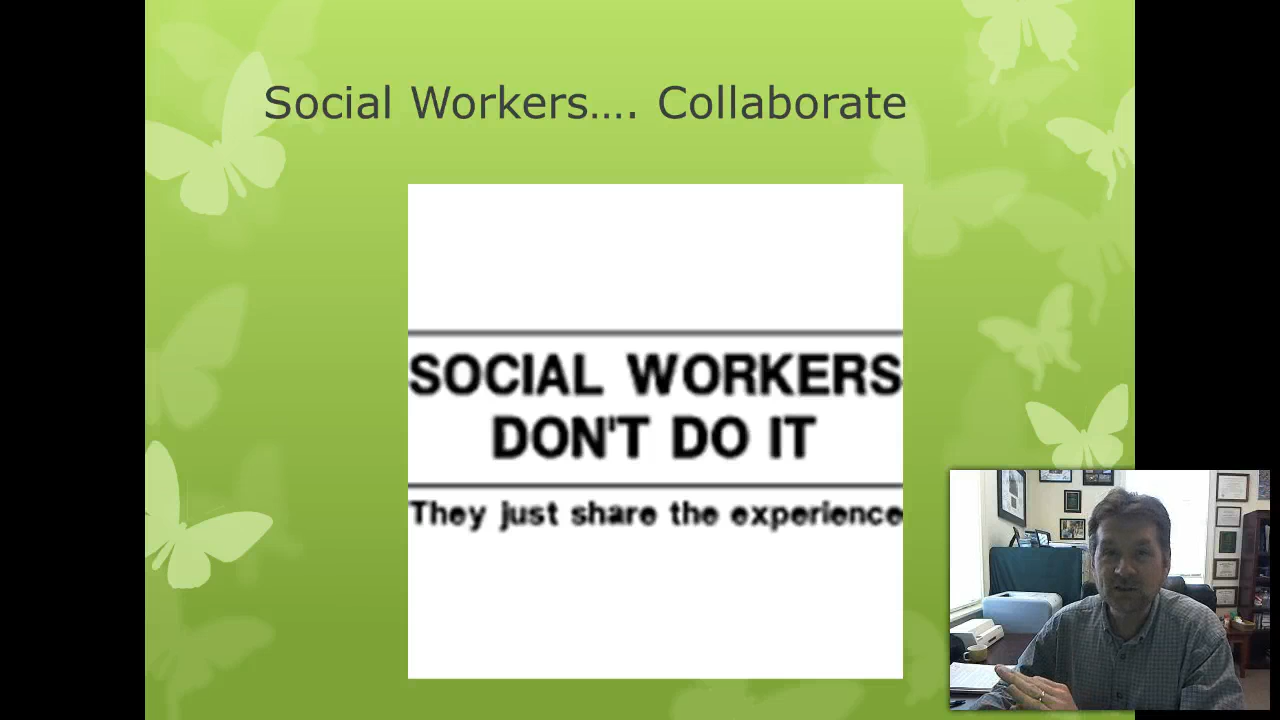 Social Workers…. Collaborate
SOCIAL WORKERS
DON'T DO IT
They just share the experience